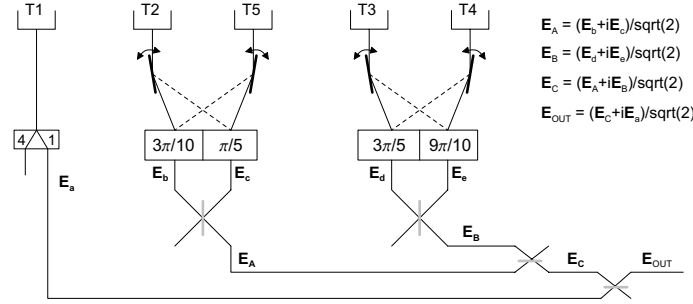 T1 T2 T5 T3 T4
E_A = (E_b+iE_c)/sqrt(2)
E_B = (E_d+iE_e)/sqrt(2)
E_C = (E_A+iE_B)/sqrt(2)
E_OUT = (E_C+iE_a)/sqrt(2)
4 1 3π/10 π/5 3π/5 9π/10
E_a E_b E_c E_d E_e
E_B
E_A E_C E_OUT